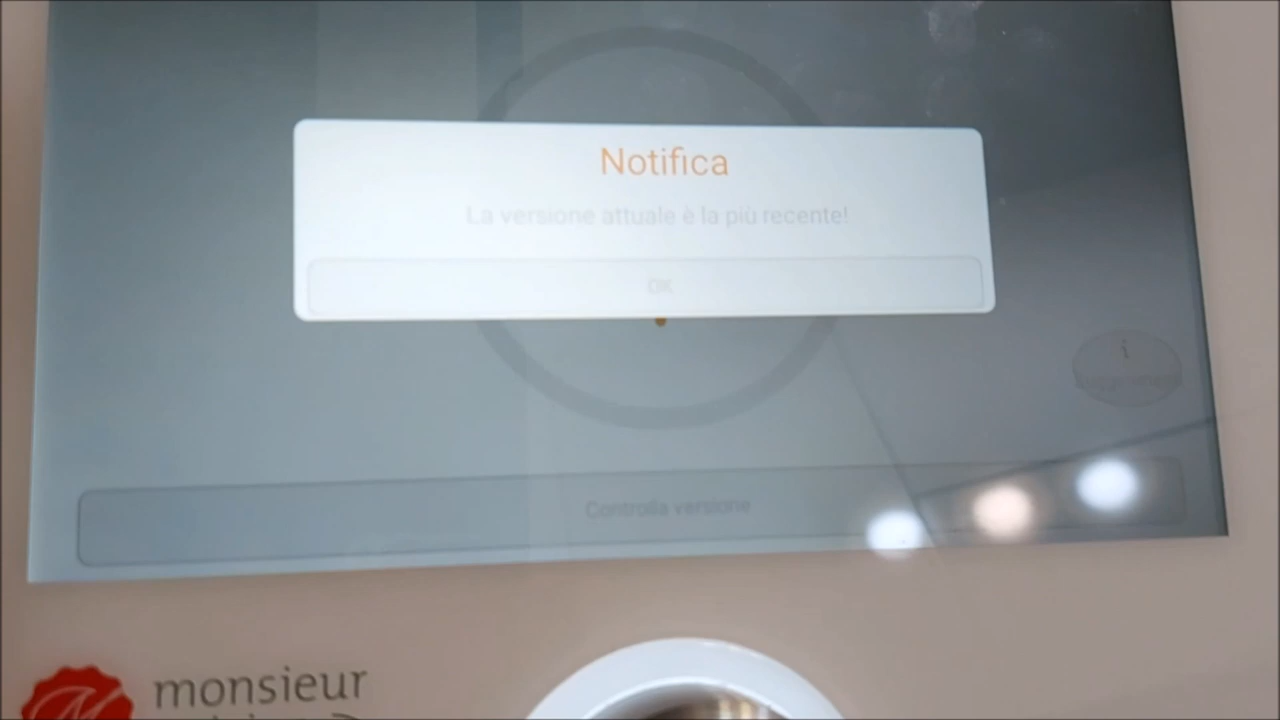 Notifica
La versione attuale è la più recente!
OK
i
Controlla versione
monsieur